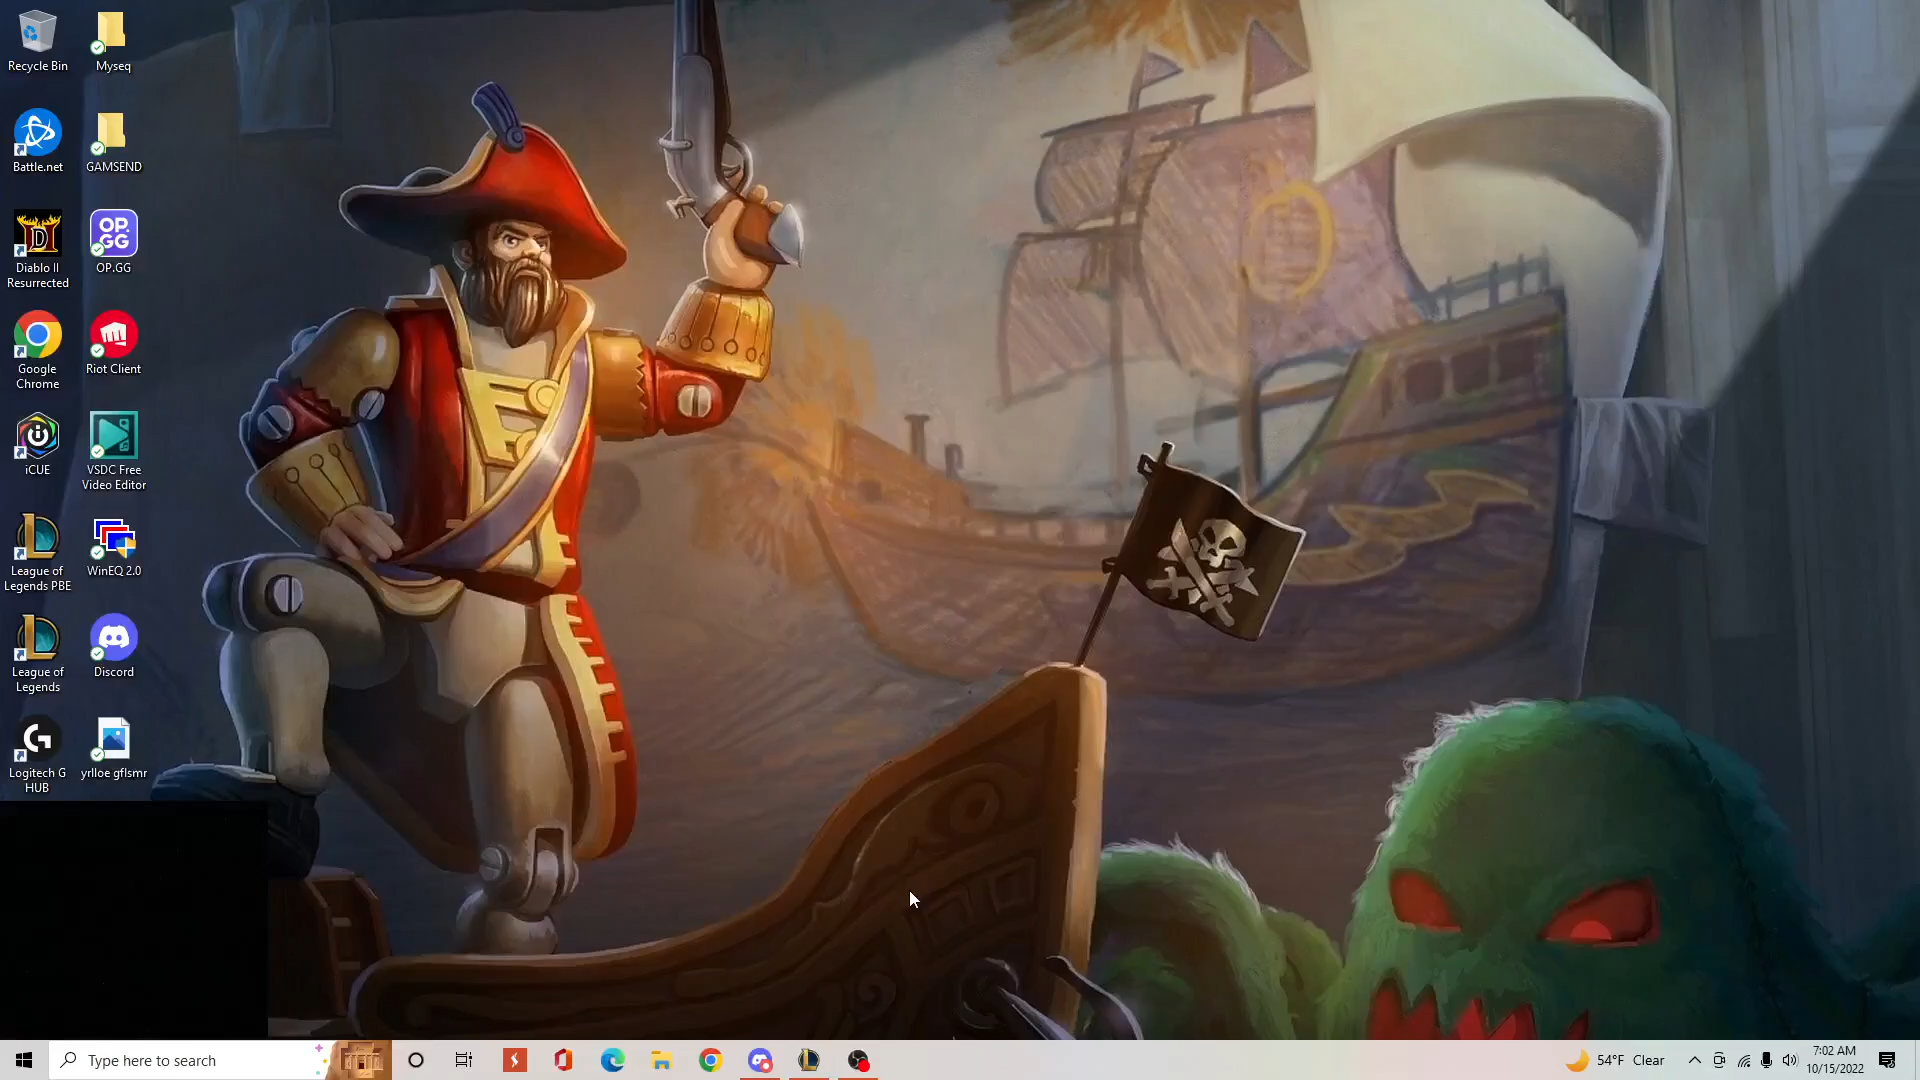 Recycle Bin
Myseq
Battle.net
GAMSEND
Diablo II
Resurrected
OP.
GG
OP.GG
Google
Chrome
Riot Client
iCUE
VSDC Free
Video Editor
League of
Legends PBE
WinEQ 2.0
League of
Legends
Discord
Logitech G
HUB
yrlloe gflsmr
Type here to search
54°F Clear
7:02 AM
10/15/2022